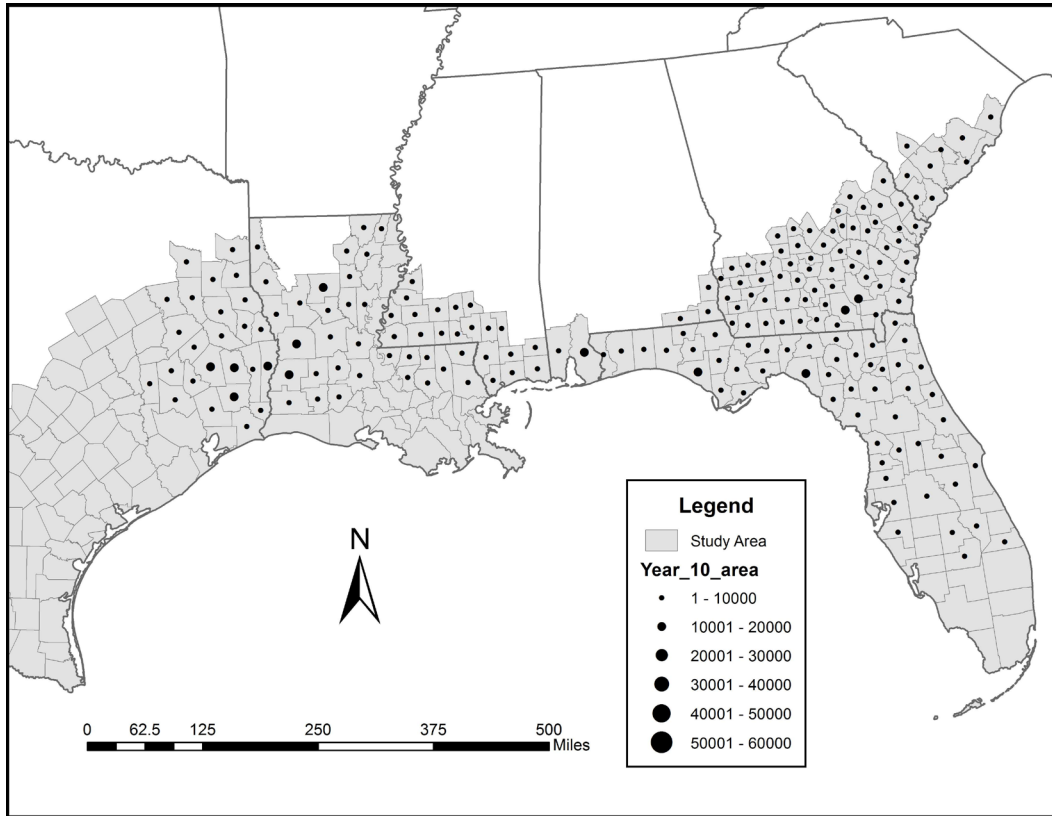 N
Legend
Study Area
Year_10_area
1 - 10000
10001 - 20000
20001 - 30000
30001 - 40000
40001 - 50000
50001 - 60000
0 62.5 125 250 375 500
Miles